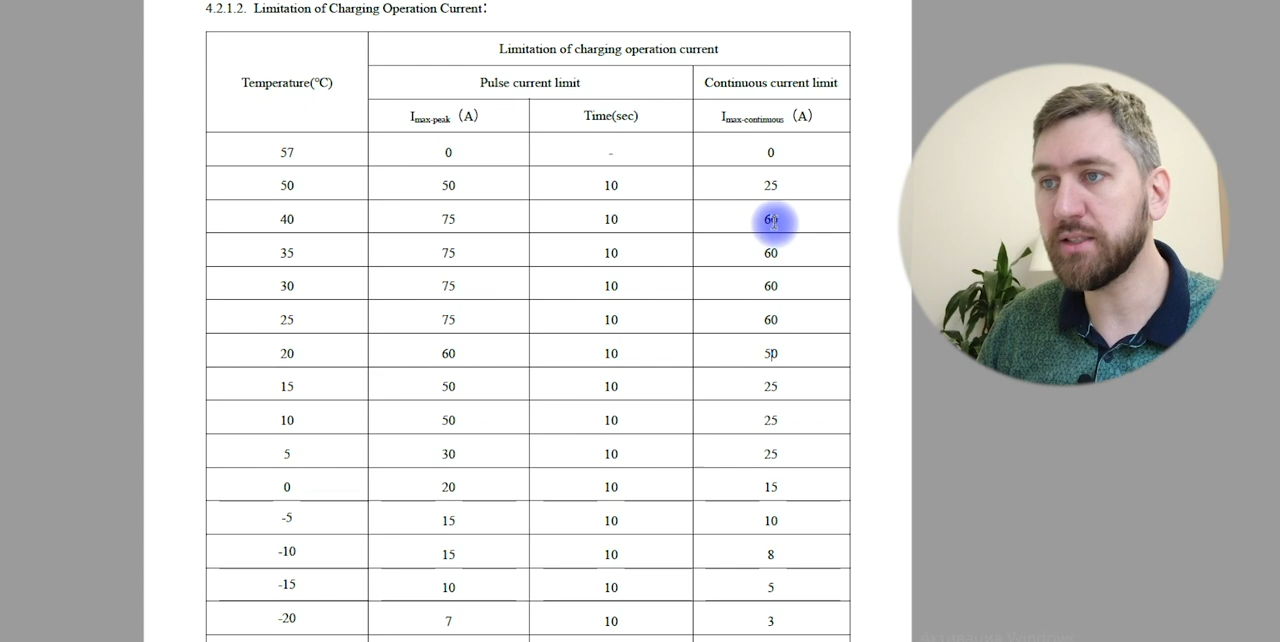 4.2.1.2. Limitation of Charging Operation Current:
Temperature(°C) Limitation of charging operation current
Pulse current limit Continuous current limit
Imax-peak (A) Time(sec) Imax-continuous (A)
57 0 - 0
50 50 10 25
40 75 10 60
35 75 10 60
30 75 10 60
25 75 10 60
20 60 10 50
15 50 10 25
10 50 10 25
5 30 10 25
0 20 10 15
-5 15 10 10
-10 15 10 8
-15 10 10 5
-20 7 10 3